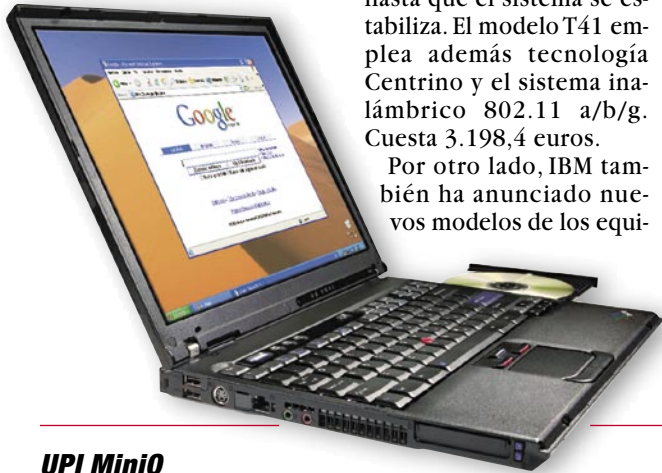 hasta que el sistema se es-
tabiliza. El modelo T41 em-
plea además tecnología
Centrino y el sistema ina-
lámbrico 802.11 a/b/g.
Cuesta 3.198,4 euros.
Por otro lado, IBM tam-
bién ha anunciado nue-
vos modelos de los equi-
Google
UPI MiniQ